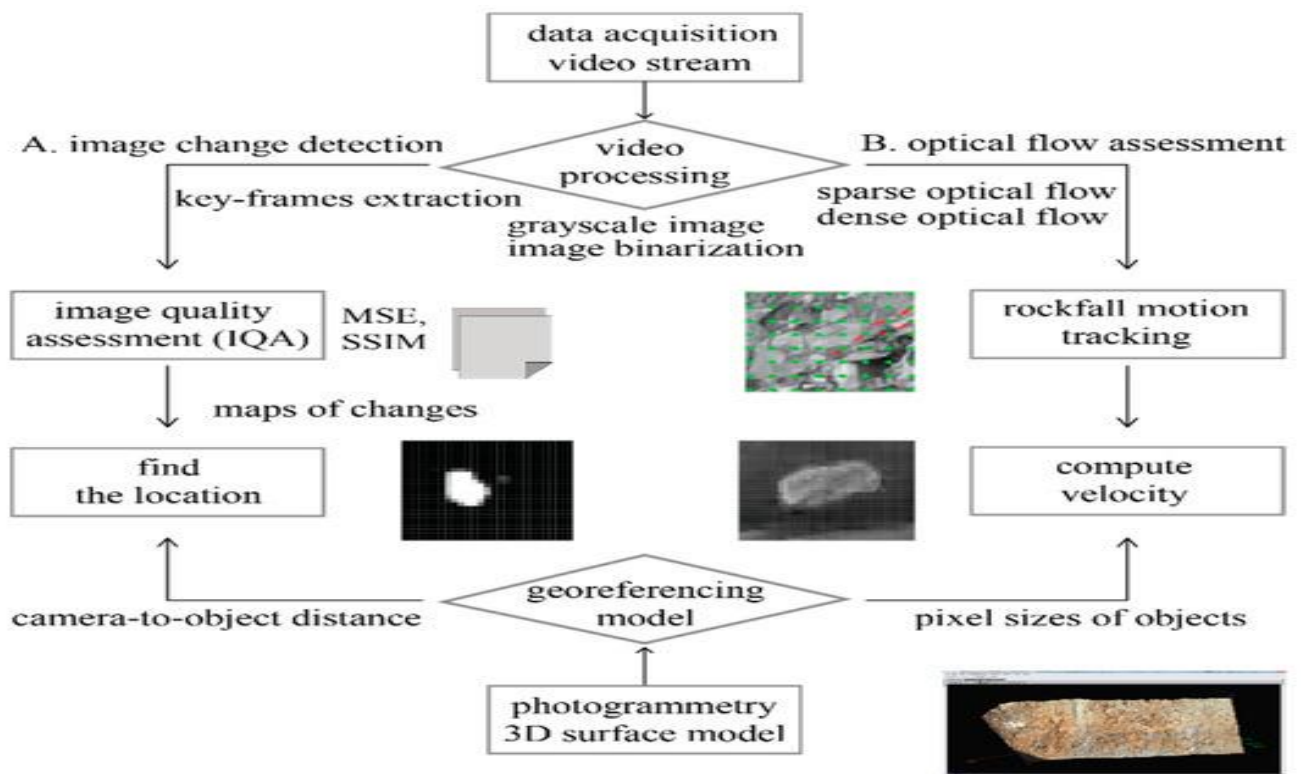 data acquisition
video stream
A. image change detection
video
processing
B. optical flow assessment
key-frames extraction
sparse optical flow
dense optical flow
grayscale image
image binarization
image quality
assessment (IQA)
MSE,
SSIM
rockfall motion
tracking
maps of changes
find
the location
compute
velocity
georeferencing
model
camera-to-object distance
pixel sizes of objects
photogrammetry
3D surface model